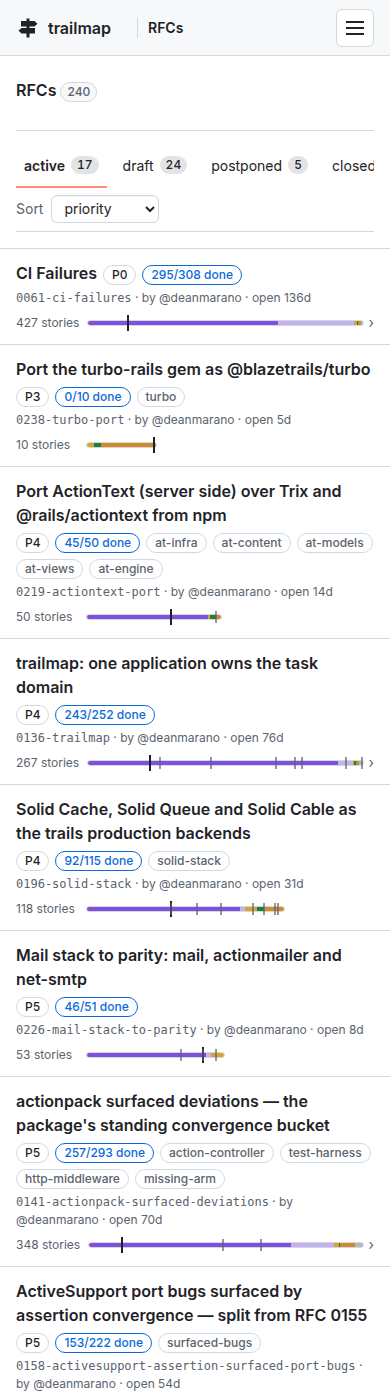 trailmap RFCs
RFCs 240
active 17 draft 24 postponed 5 closed
Sort priority
CI Failures P0 295/308 done
0061-ci-failures · by @deanmarano · open 136d
427 stories ›
Port the turbo-rails gem as @blazetrails/turbo
P3 0/10 done turbo
0238-turbo-port · by @deanmarano · open 5d
10 stories
Port ActionText (server side) over Trix and
@rails/actiontext from npm
P4 45/50 done at-infra at-content at-models
at-views at-engine
0219-actiontext-port · by @deanmarano · open 14d
50 stories
trailmap: one application owns the task
domain
P4 243/252 done
0136-trailmap · by @deanmarano · open 76d
267 stories ›
Solid Cache, Solid Queue and Solid Cable as
the trails production backends
P4 92/115 done solid-stack
0196-solid-stack · by @deanmarano · open 31d
118 stories
Mail stack to parity: mail, actionmailer and
net-smtp
P5 46/51 done
0226-mail-stack-to-parity · by @deanmarano · open 8d
53 stories
actionpack surfaced deviations — the
package's standing convergence bucket
P5 257/293 done action-controller test-harness
http-middleware missing-arm
0141-actionpack-surfaced-deviations · by
@deanmarano · open 70d
348 stories ›
ActiveSupport port bugs surfaced by
assertion convergence — split from RFC 0155
P5 153/222 done surfaced-bugs
0158-activesupport-assertion-surfaced-port-bugs ·
by @deanmarano · open 54d